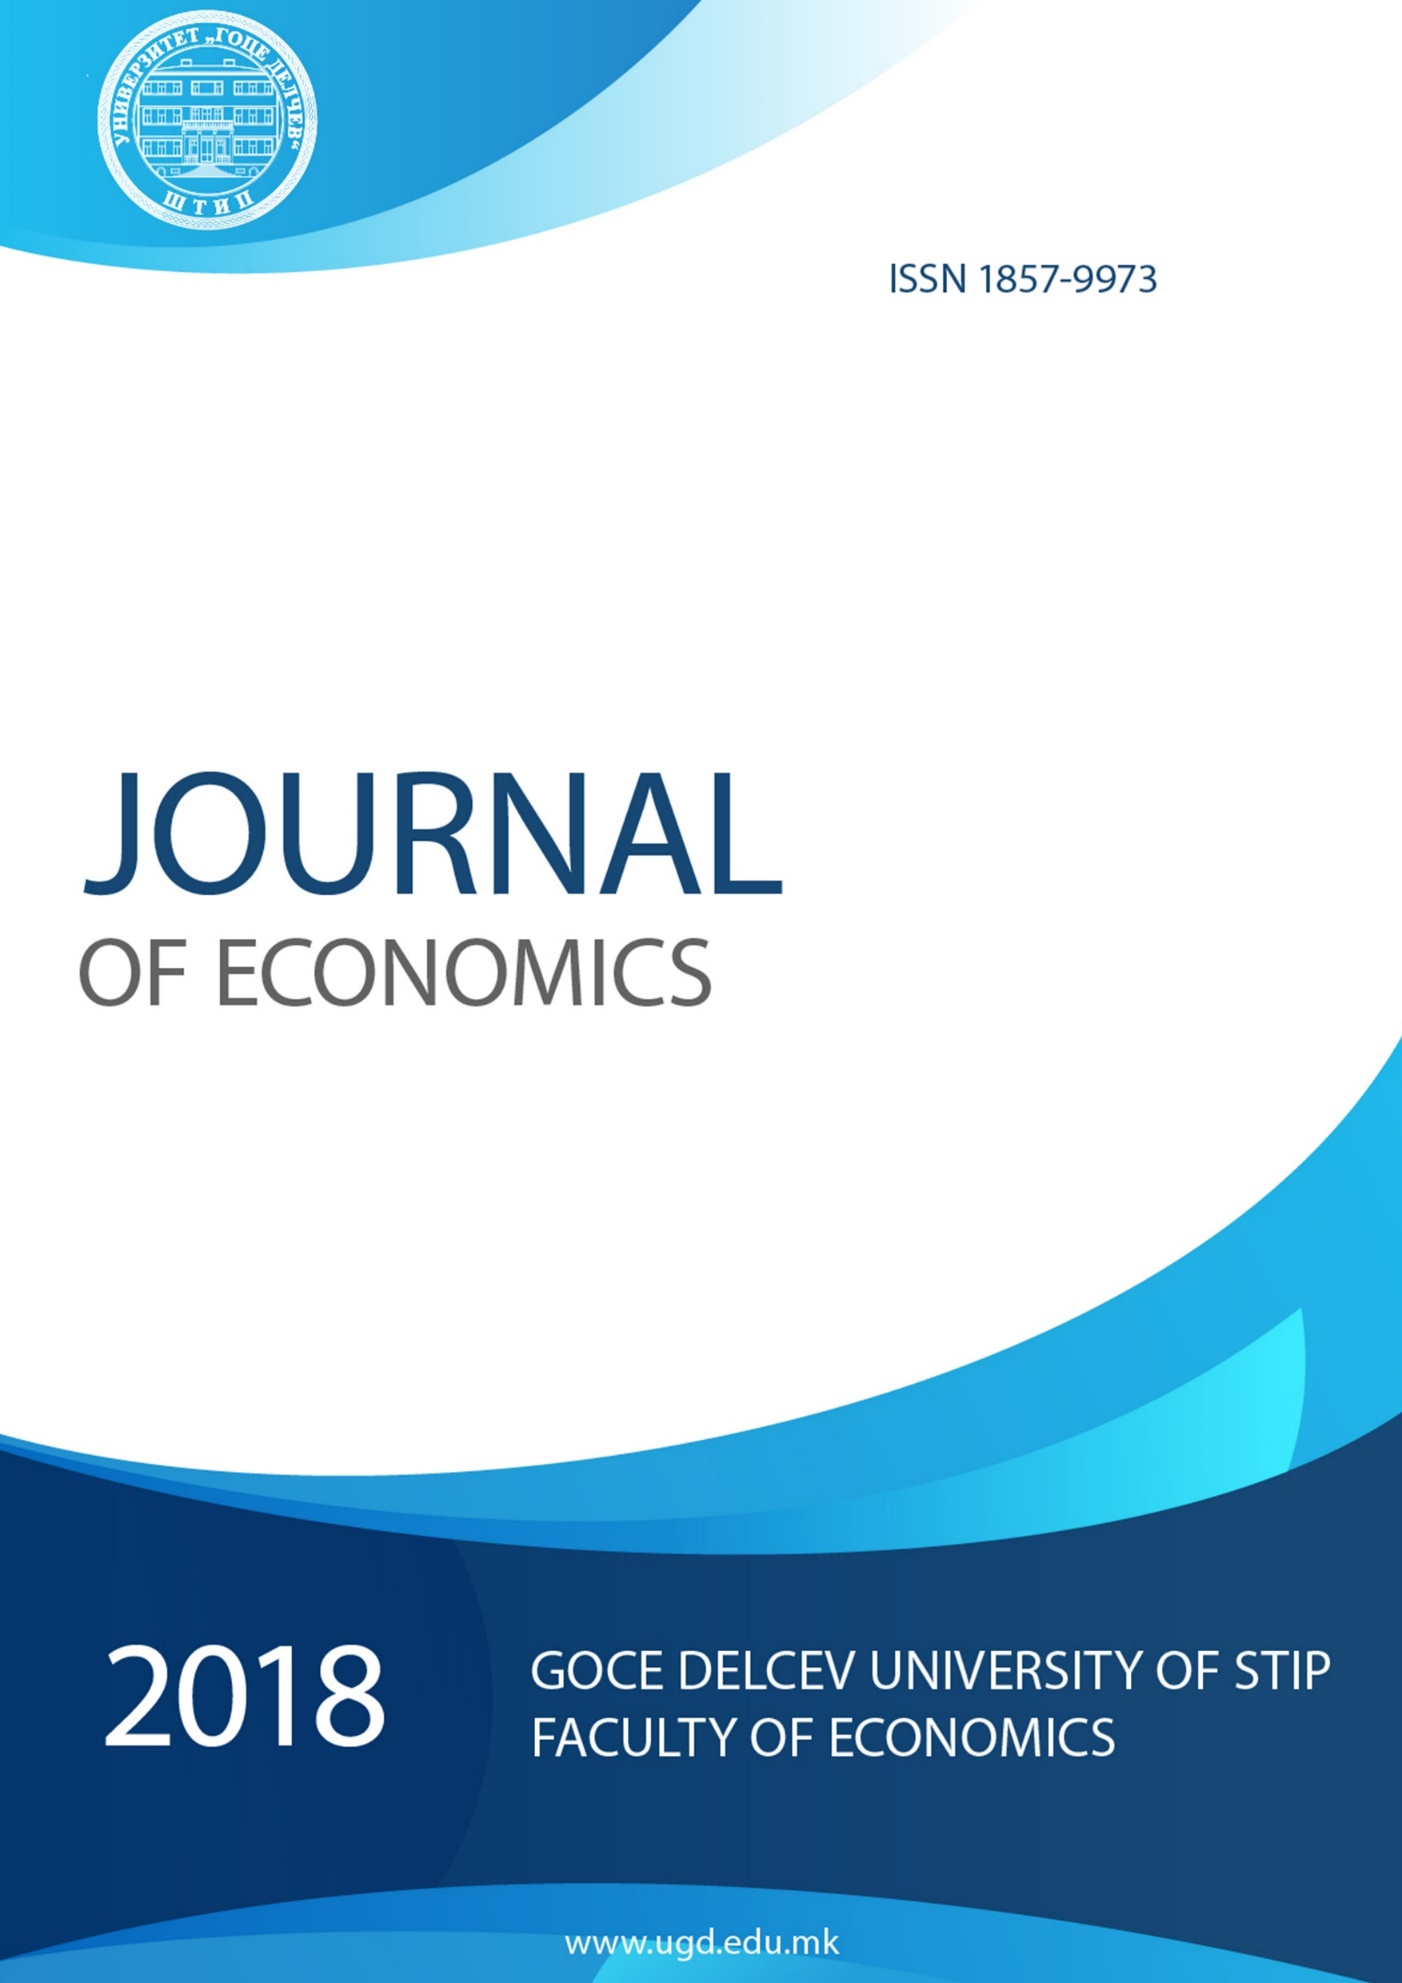 УНИВЕРЗИТЕТ „ГОЦЕ ДЕЛЧЕВ“
ШТИП
ISSN 1857-9973
JOURNAL
OF ECONOMICS
2018
GOCE DELCEV UNIVERSITY OF STIP
FACULTY OF ECONOMICS
www.ugd.edu.mk